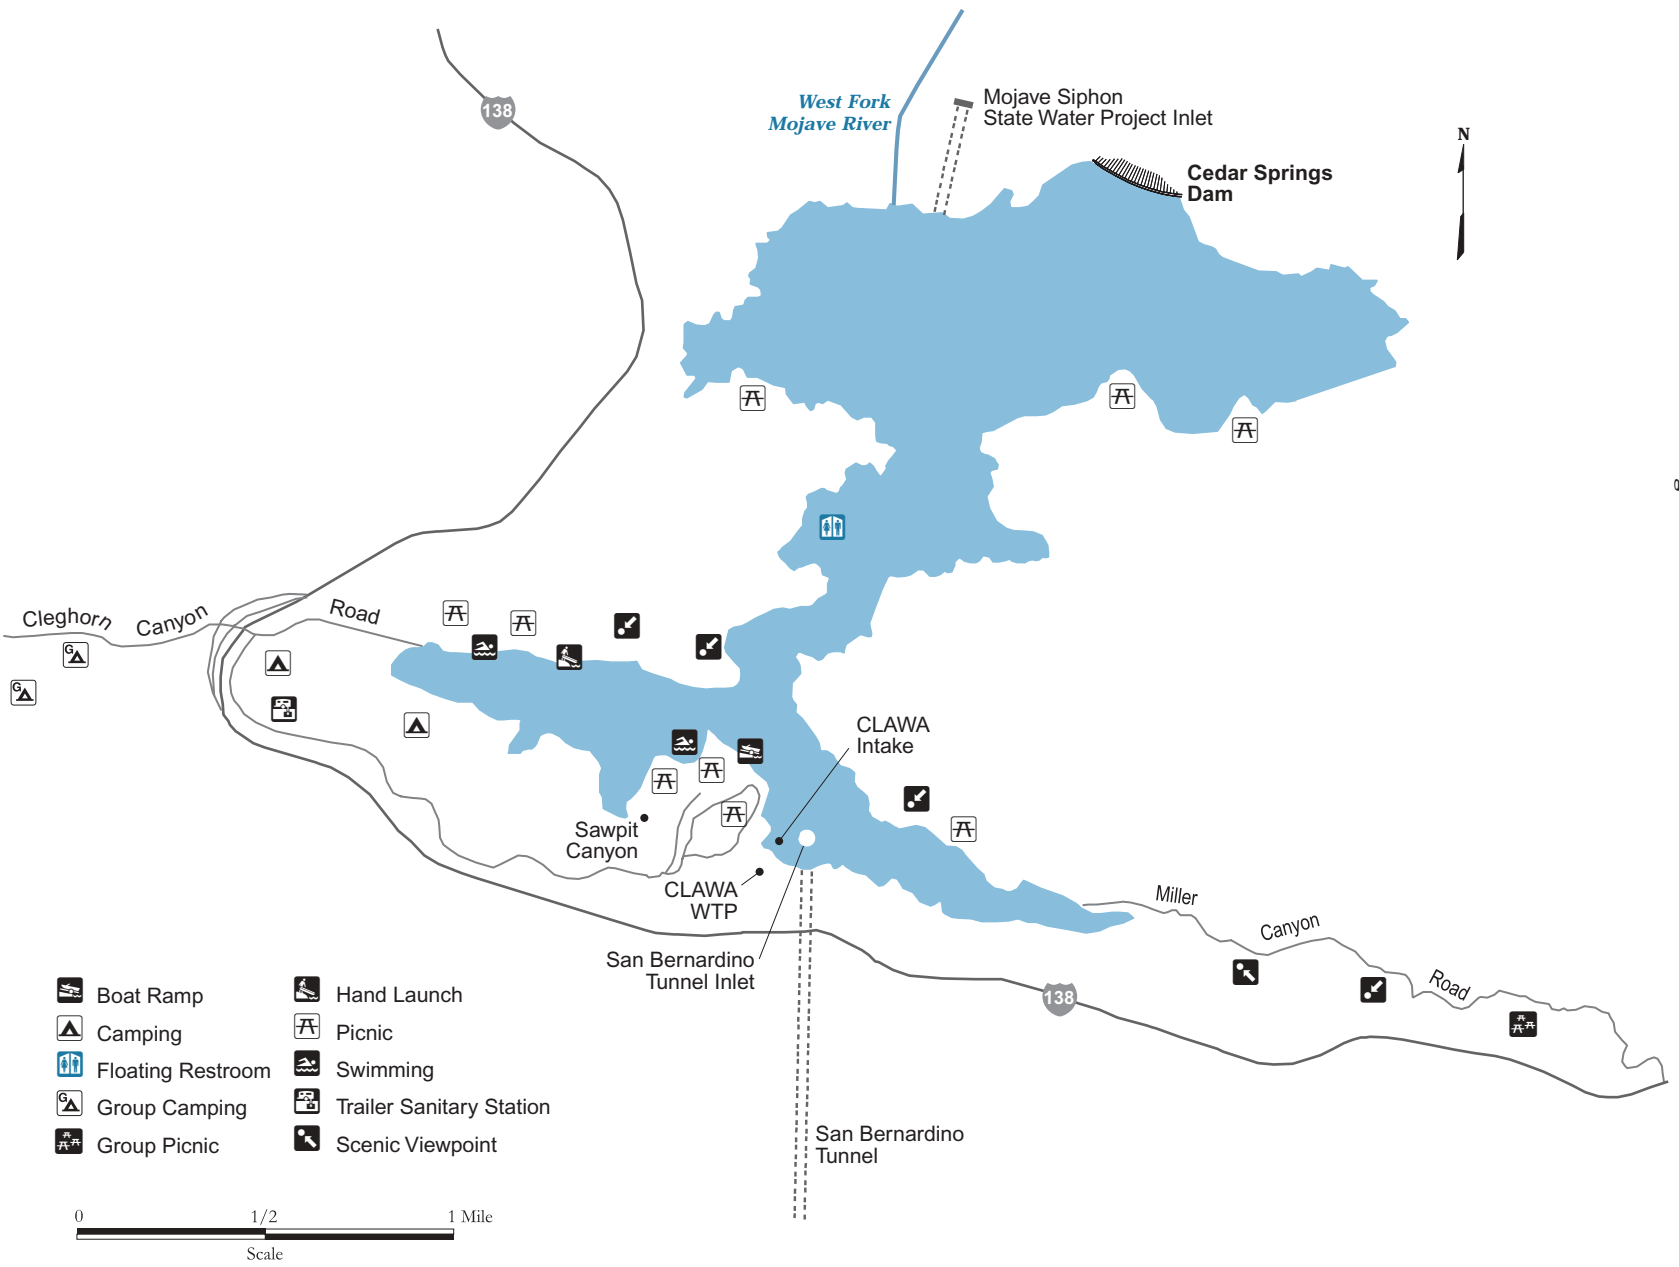 138
West Fork
Mojave River
Mojave Siphon
State Water Project Inlet
N
Cedar Springs
Dam
Cleghorn Canyon Road
G
G
CLAWA
Intake
Sawpit
Canyon
CLAWA
WTP
San Bernardino
Tunnel Inlet
Miller Canyon Road
138
San Bernardino
Tunnel
Boat Ramp
Camping
Floating Restroom
G Group Camping
Group Picnic
Hand Launch
Picnic
Swimming
Trailer Sanitary Station
Scenic Viewpoint
0 1/2 1 Mile
Scale